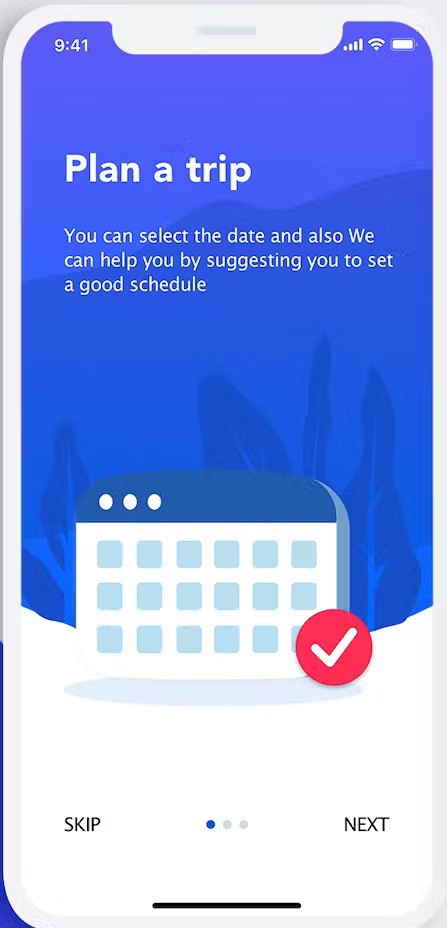 9:41
Plan a trip
You can select the date and also We
can help you by suggesting you to set
a good schedule
SKIP
NEXT